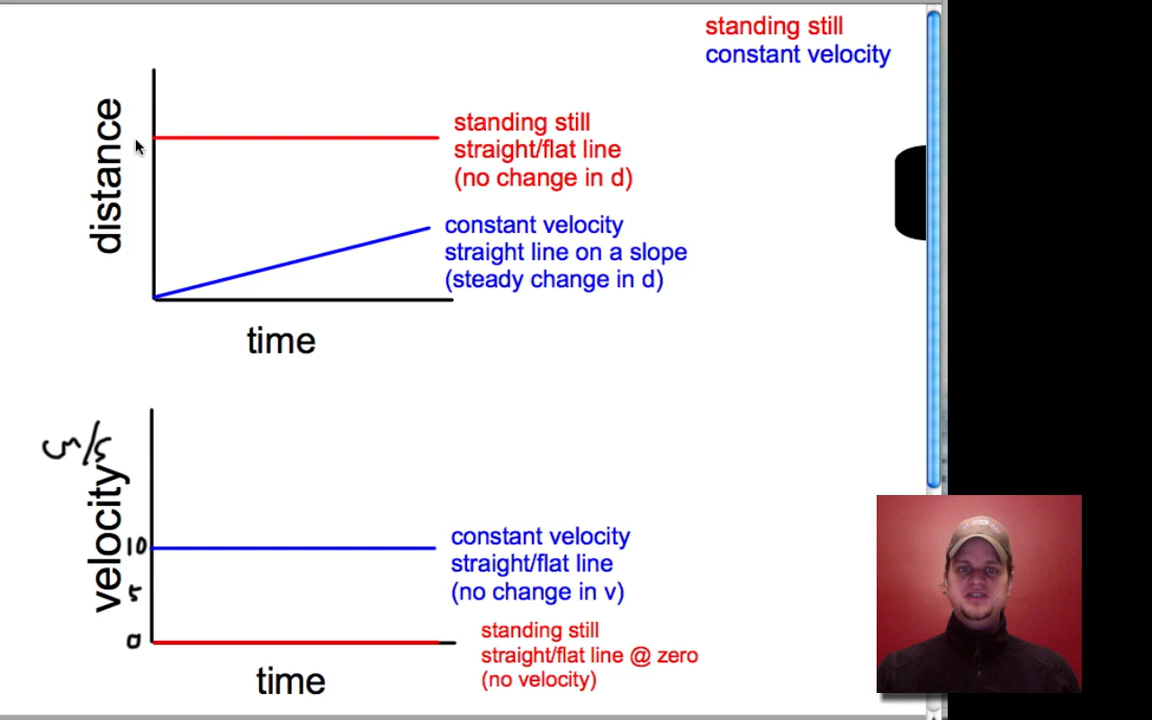 standing still
constant velocity
distance
standing still
straight/flat line
(no change in d)
constant velocity
straight line on a slope
(steady change in d)
time
m/s
velocity
10
5
0
constant velocity
straight/flat line
(no change in v)
standing still
straight/flat line @ zero
(no velocity)
time